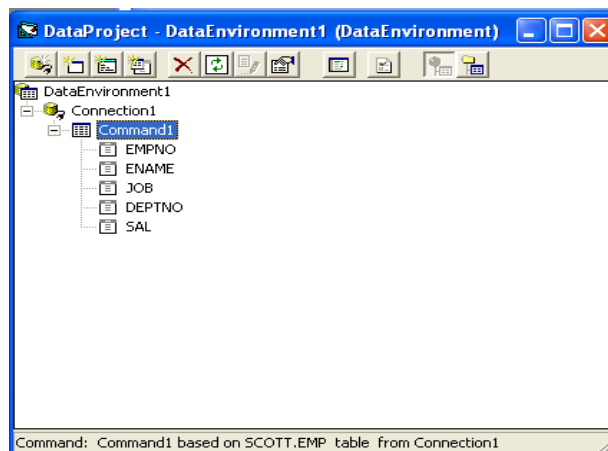 DataProject - DataEnvironment1 (DataEnvironment)
DataEnvironment1
Connection1
Command1
EMPNO
ENAME
JOB
DEPTNO
SAL
Command: Command1 based on SCOTT.EMP table from Connection1